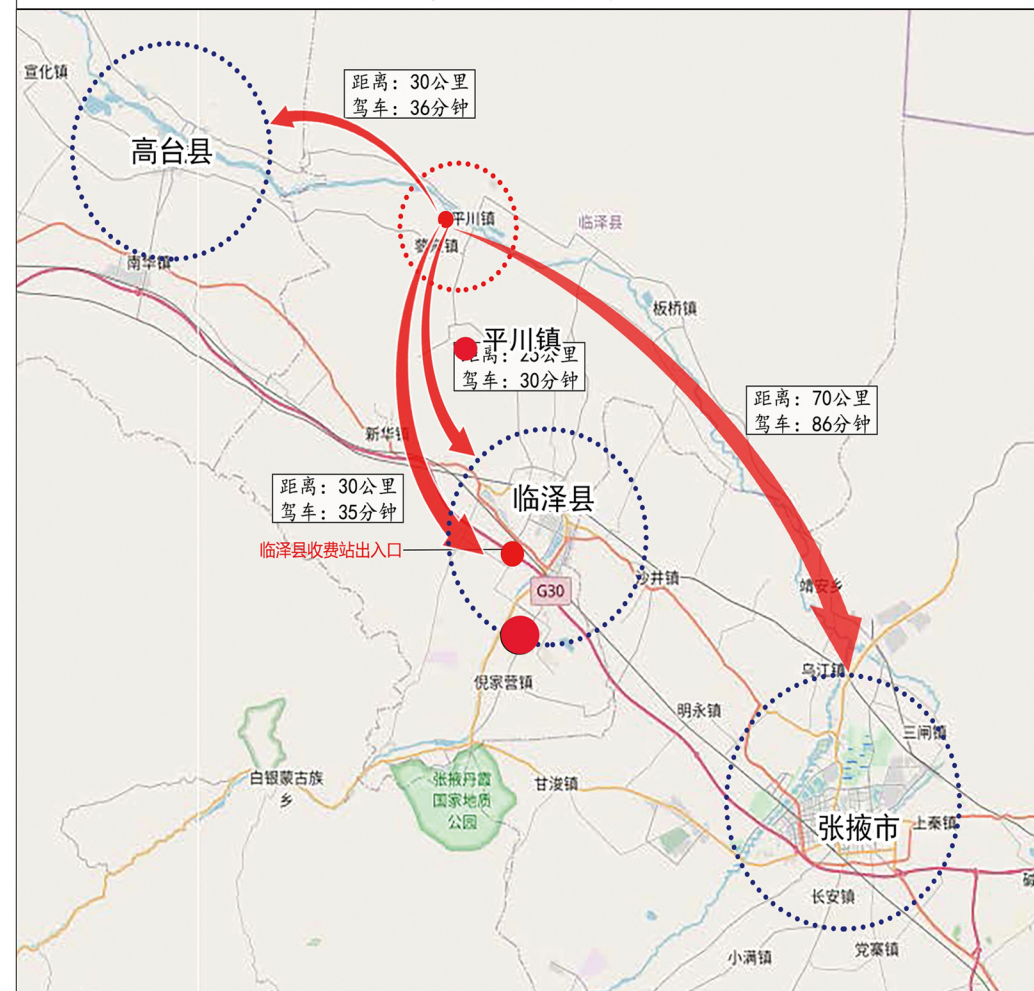 宣化镇
距离：30公里
驾车：36分钟
高台县
平川镇
临泽县
南华镇
板桥镇
平川镇
公里
驾车：30分钟
距离：70公里
驾车：86分钟
新华镇
距离：30公里
驾车：35分钟
临泽县
临泽县收费站出入口
G30
沙井镇
靖安乡
倪家营镇
乌江镇
明永镇
三闸镇
白银蒙古族
乡
张掖丹霞
国家地质
公园
甘浚镇
张掖市
上秦镇
长安镇
党寨镇
小满镇